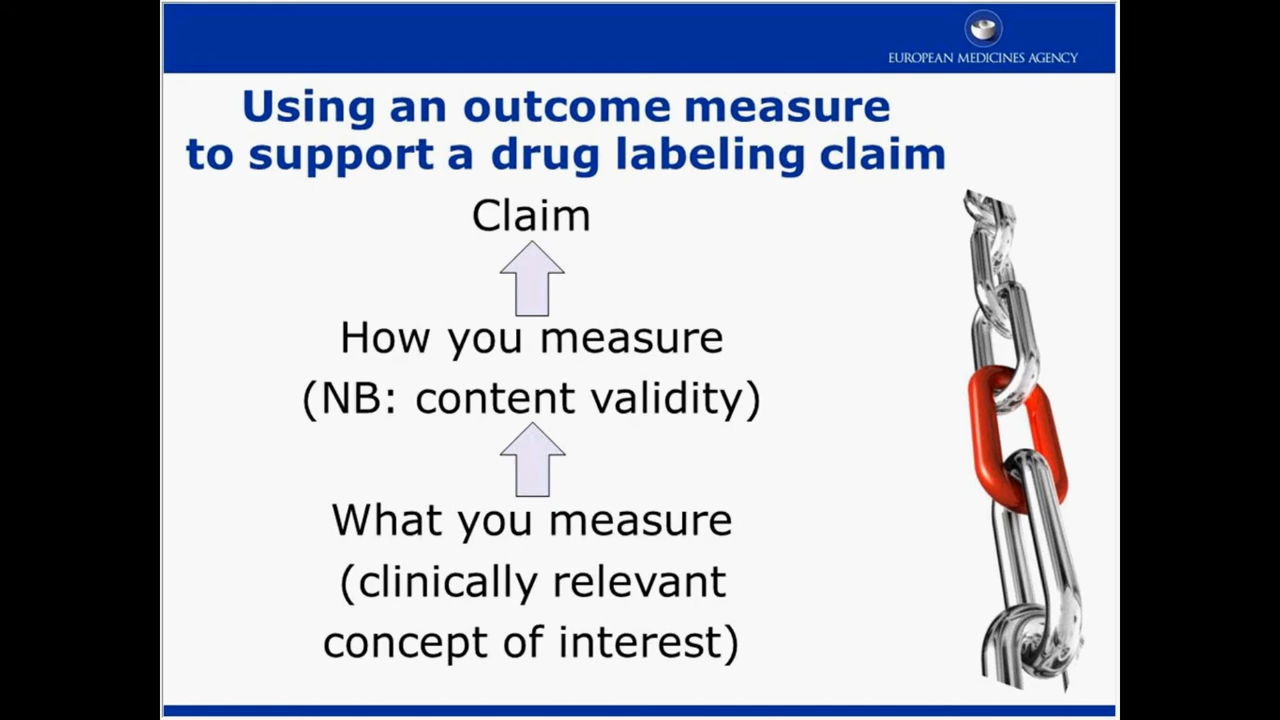 EUROPEAN MEDICINES AGENCY
Using an outcome measure
to support a drug labeling claim
Claim
How you measure
(NB: content validity)
What you measure
(clinically relevant
concept of interest)